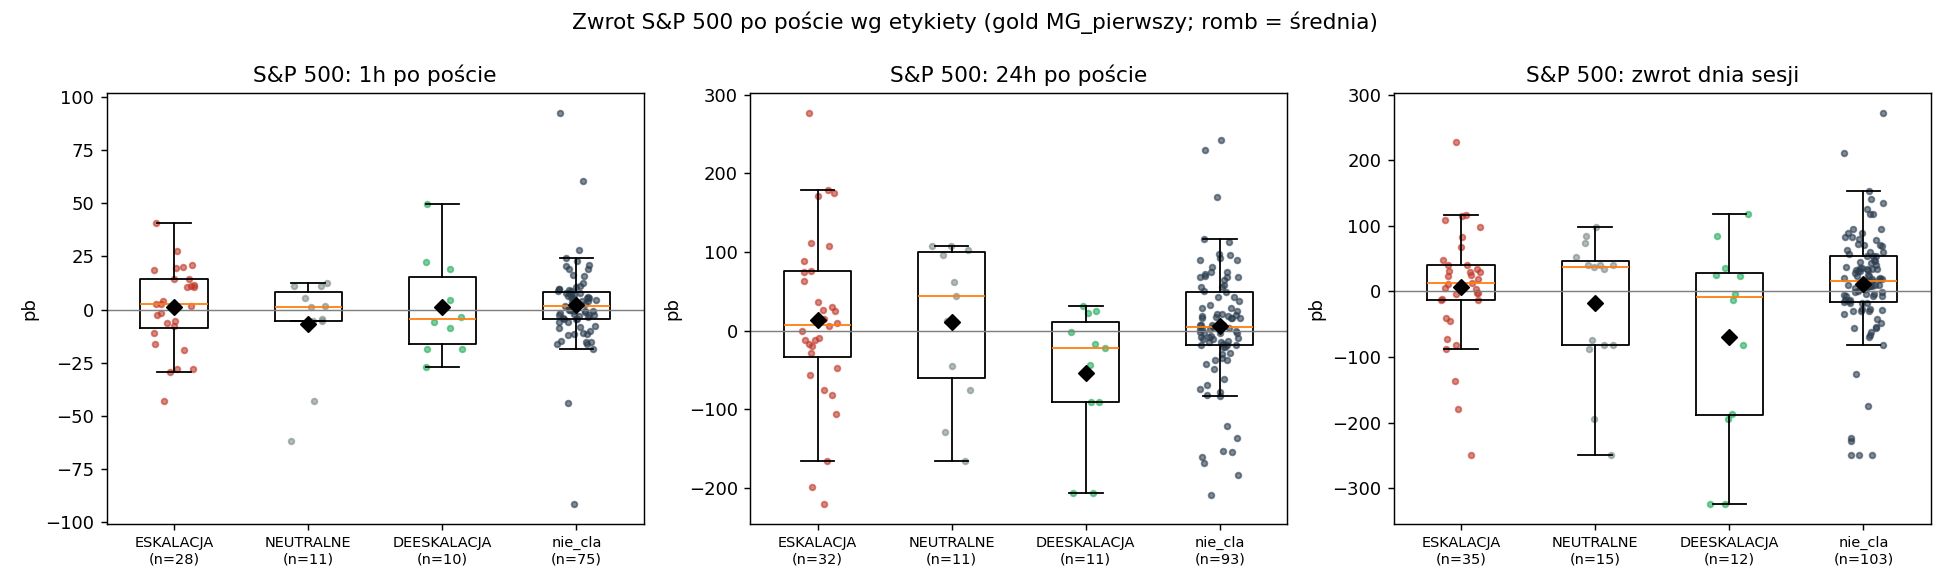 Zwrot S&P 500 po poście wg etykiety (gold MG_pierwszy; romb = średnia)
S&P 500: 1h po poście
pb
100
75
50
25
0
−25
−50
−75
−100
ESKALACJA
(n=28)
NEUTRALNE
(n=11)
DEESKALACJA
(n=10)
nie_cla
(n=75)
S&P 500: 24h po poście
pb
300
200
100
0
−100
−200
ESKALACJA
(n=32)
NEUTRALNE
(n=11)
DEESKALACJA
(n=11)
nie_cla
(n=93)
S&P 500: zwrot dnia sesji
pb
300
200
100
0
−100
−200
−300
ESKALACJA
(n=35)
NEUTRALNE
(n=15)
DEESKALACJA
(n=12)
nie_cla
(n=103)